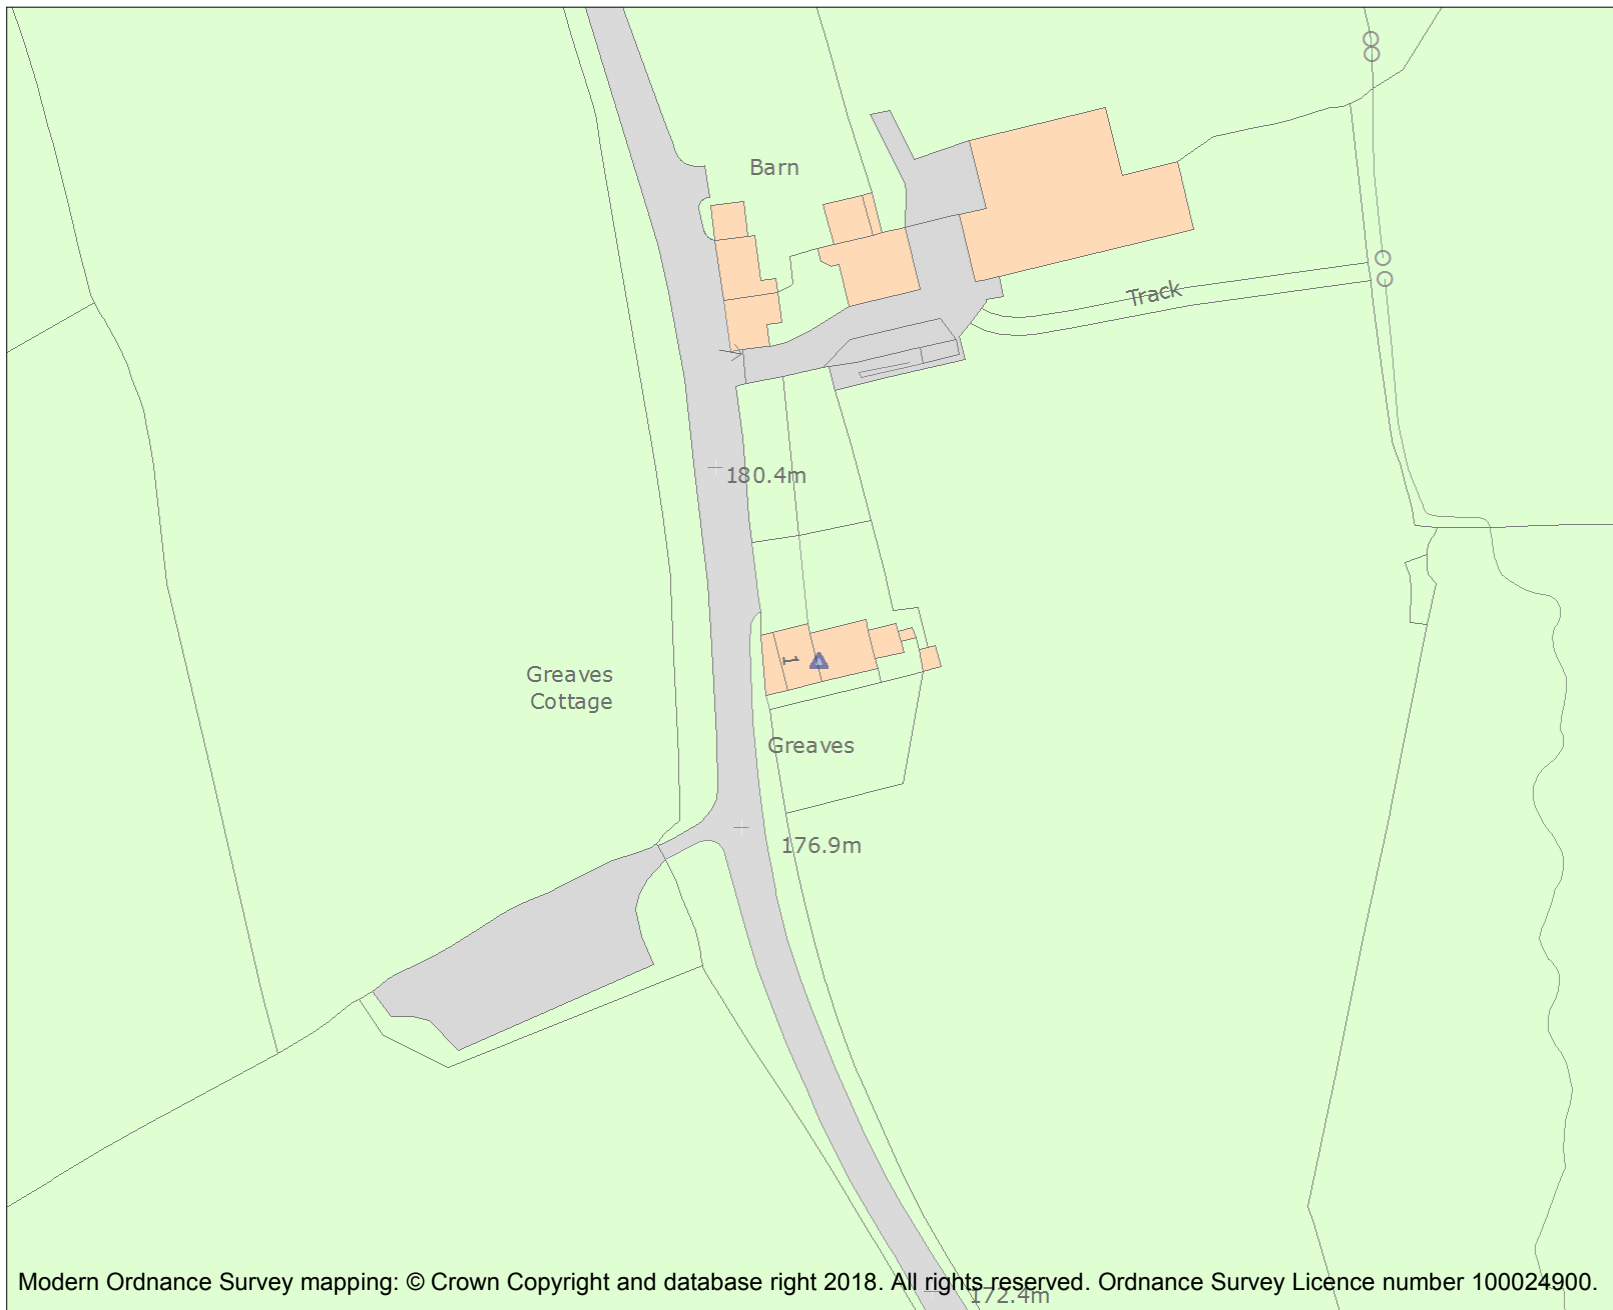 Barn
Track
180.4m
1
Greaves
Cottage
Greaves
176.9m
Modern Ordnance Survey mapping: © Crown Copyright and database right 2018. All rights reserved. Ordnance Survey Licence number 100024900.
172.4m